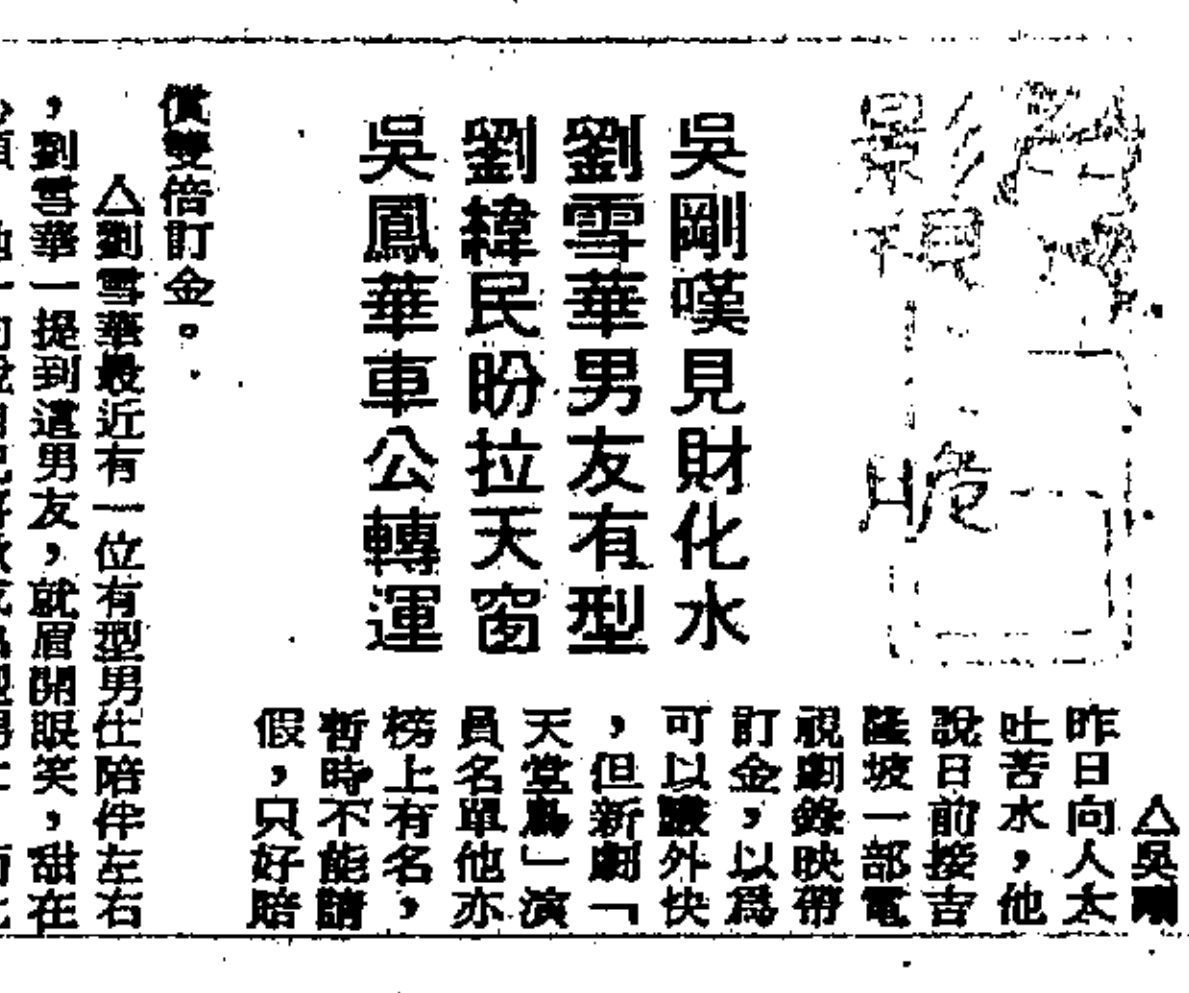 影視
吳剛嘆見財化水
劉雪華男友有型
劉緯民盼拉天窗
吳鳳華車公轉運
△吳剛
昨日向人大
吐苦水，他
說日前接吉
隆坡一部電
視劇錄映帶
訂金，以爲
可以賺外快
，但新劇「
天堂鳥」演
員名單他亦
榜上有名，
暫時不能請
假，只好賠
償雙倍訂金。
△劉雪華最近有一位有型男仕陪伴左右
，劉雪華一提到這男友，就眉開眼笑，甜在